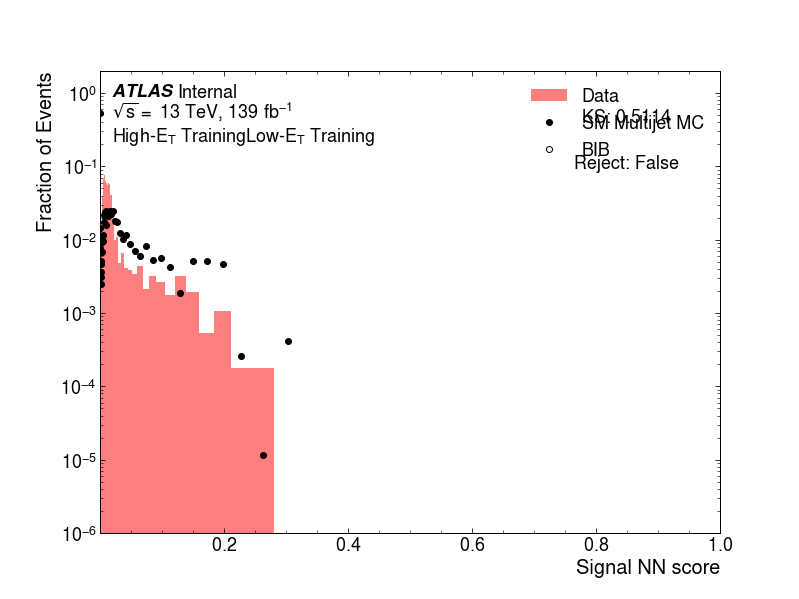 Fraction of Events
10⁰
10⁻¹
10⁻²
10⁻³
10⁻⁴
10⁻⁵
10⁻⁶
ATLAS Internal
√s = 13 TeV, 139 fb⁻¹
High-E_T TrainingLow-E_T Training
Data
KS: 0.5114
SM Multijet MC
BIB
Reject: False
0.2 0.4 0.6 0.8 1.0
Signal NN score